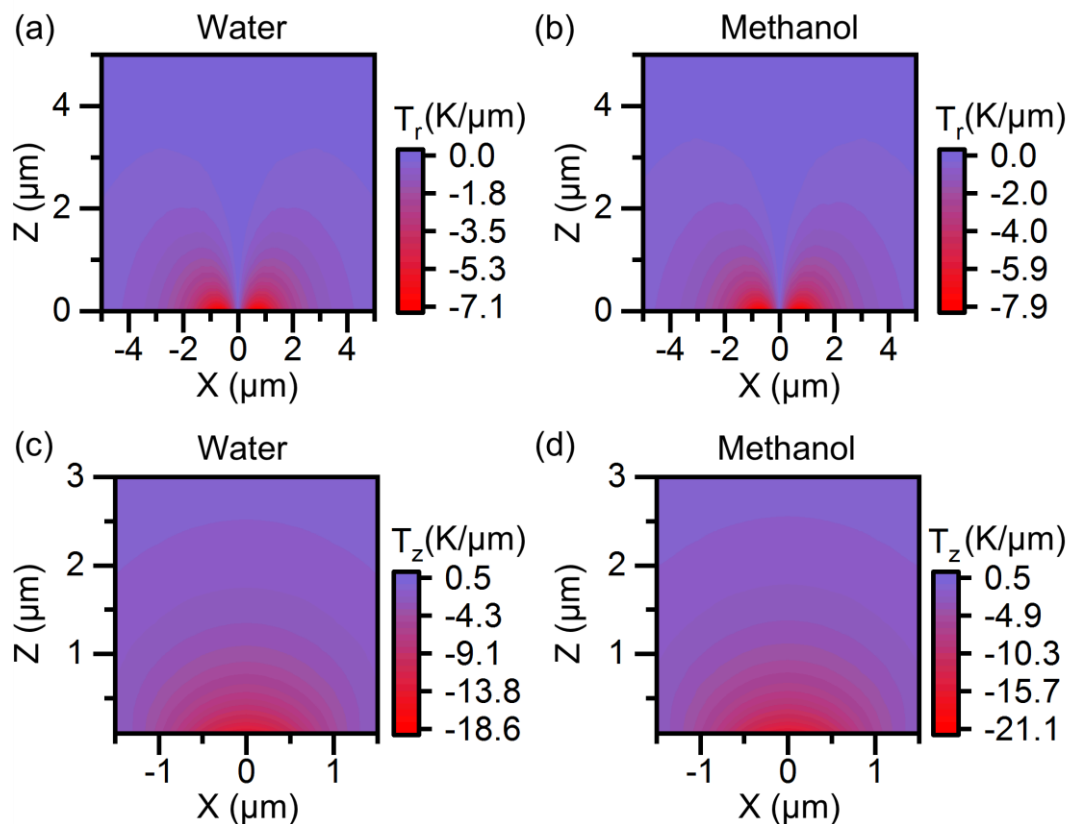 (a) Water
T_r(K/μm)
0.0
-1.8
-3.5
-5.3
-7.1
Z (μm)
4
2
0
-4 -2 0 2 4
X (μm)
(b) Methanol
T_r(K/μm)
0.0
-2.0
-4.0
-5.9
-7.9
Z (μm)
4
2
0
-4 -2 0 2 4
X (μm)
(c) Water
T_z(K/μm)
0.5
-4.3
-9.1
-13.8
-18.6
Z (μm)
3
2
1
-1 0 1
X (μm)
(d) Methanol
T_z(K/μm)
0.5
-4.9
-10.3
-15.7
-21.1
Z (μm)
3
2
1
-1 0 1
X (μm)